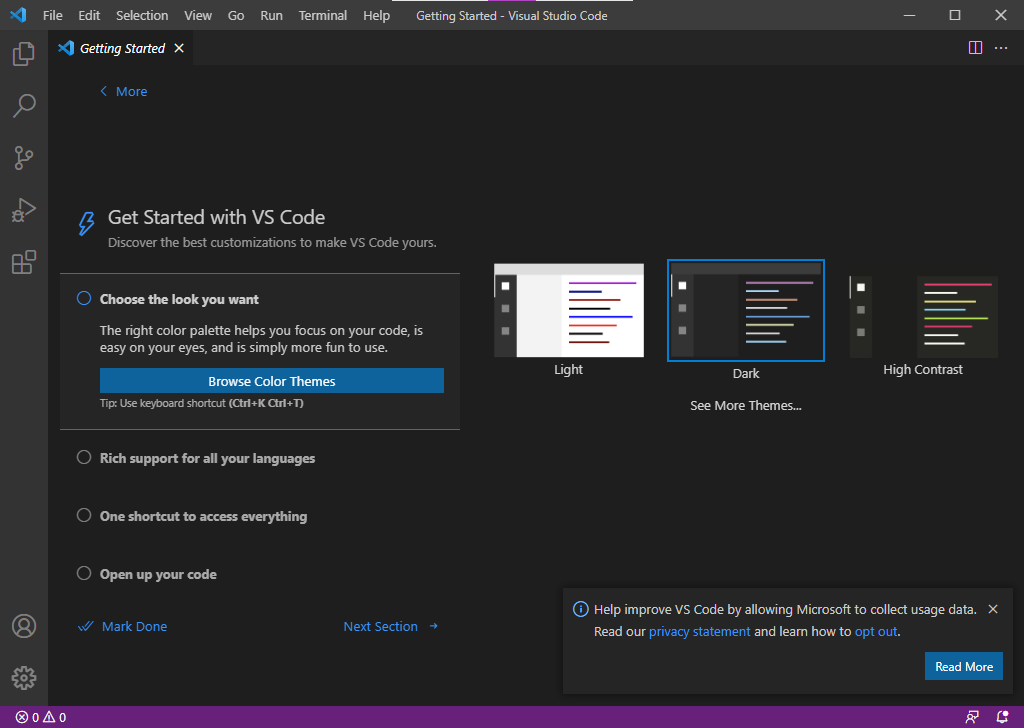 File Edit Selection View Go Run Terminal Help Getting Started - Visual Studio Code
Getting Started
More
Get Started with VS Code
Discover the best customizations to make VS Code yours.
Choose the look you want
The right color palette helps you focus on your code, is
easy on your eyes, and is simply more fun to use.
Browse Color Themes
Tip: Use keyboard shortcut (Ctrl+K Ctrl+T)
Rich support for all your languages
One shortcut to access everything
Open up your code
Mark Done Next Section
Light Dark High Contrast
See More Themes...
Help improve VS Code by allowing Microsoft to collect usage data.
Read our privacy statement and learn how to opt out.
Read More
0 0